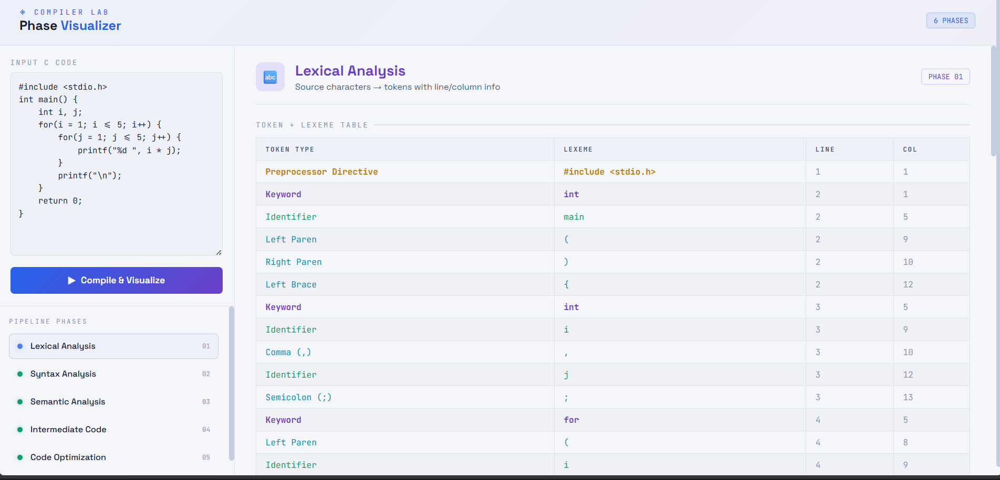 ◈ COMPILER LAB
Phase Visualizer
6 PHASES
INPUT C CODE
#include <stdio.h>
int main() {
    int i, j;
    for(i = 1; i <= 5; i++) {
        for(j = 1; j <= 5; j++) {
            printf("%d ", i * j);
        }
        printf("\n");
    }
    return 0;
}
▶ Compile & Visualize
PIPELINE PHASES
Lexical Analysis 01
Syntax Analysis 02
Semantic Analysis 03
Intermediate Code 04
Code Optimization 05
abc
Lexical Analysis
Source characters → tokens with line/column info
PHASE 01
TOKEN + LEXEME TABLE
TOKEN TYPE LEXEME LINE COL
Preprocessor Directive #include <stdio.h> 1 1
Keyword int 2 1
Identifier main 2 5
Left Paren ( 2 9
Right Paren ) 2 10
Left Brace { 2 12
Keyword int 3 5
Identifier i 3 9
Comma (,) , 3 10
Identifier j 3 12
Semicolon (;) ; 3 13
Keyword for 4 5
Left Paren ( 4 8
Identifier i 4 9